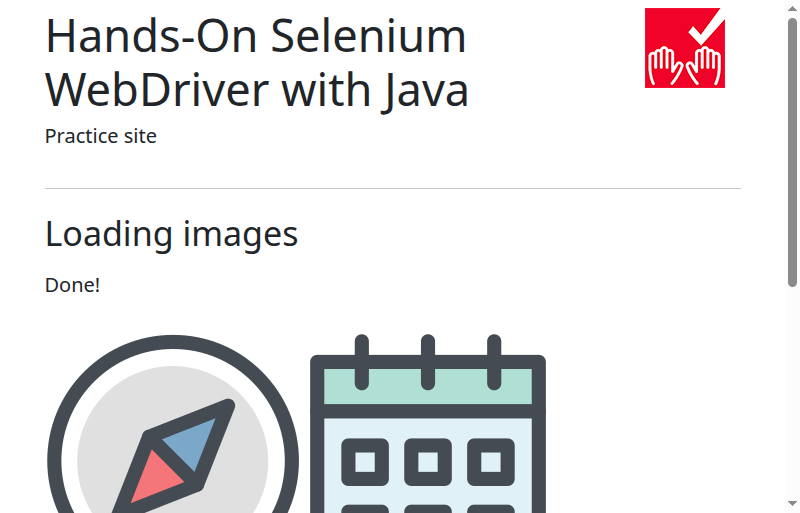 Hands-On Selenium
WebDriver with Java
Practice site
Loading images
Done!